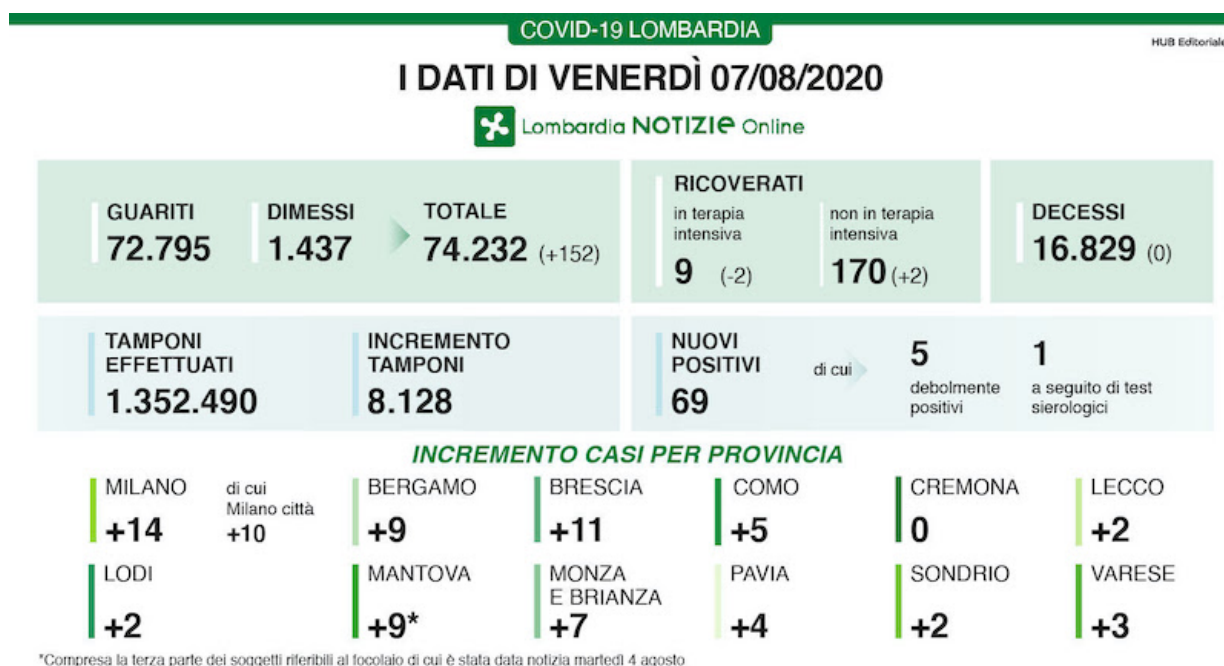 COVID-19 LOMBARDIA
HUB Editoriale
I DATI DI VENERDÌ 07/08/2020
Lombardia NOTIZIE Online
GUARITI
72.795
DIMESSI
1.437
TOTALE
74.232 (+152)
RICOVERATI
in terapia
intensiva
9 (-2)
non in terapia
intensiva
170 (+2)
DECESSI
16.829 (0)
TAMPONI
EFFETTUATI
1.352.490
INCREMENTO
TAMPONI
8.128
NUOVI
POSITIVI
69
di cui
5
debolmente
positivi
1
a seguito di test
sierologici
INCREMENTO CASI PER PROVINCIA
MILANO
+14
di cui
Milano città
+10
BERGAMO
+9
BRESCIA
+11
COMO
+5
CREMONA
0
LECCO
+2
LODI
+2
MANTOVA
+9*
MONZA
E BRIANZA
+7
PAVIA
+4
SONDRIO
+2
VARESE
+3
*Compresa la terza parte dei soggetti riferibili al focolaio di cui è stata data notizia martedì 4 agosto